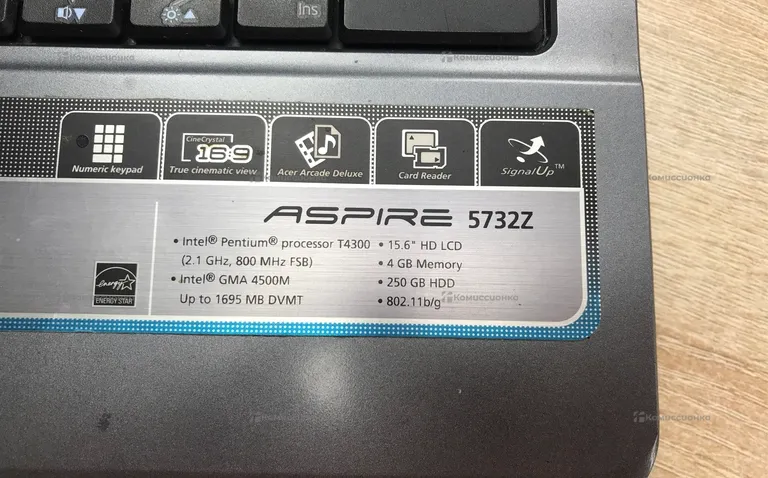 Ins
Комиссионка
Комиссионка
CineCrystal
16:9
Numeric keypad
True cinematic view
Acer Arcade Deluxe
Card Reader
SignalUp™
Комиссионка
ASPIRE 5732Z
• Intel® Pentium® processor T4300
(2.1 GHz, 800 MHz FSB)
• Intel® GMA 4500M
Up to 1695 MB DVMT
• 15.6" HD LCD
• 4 GB Memory
• 250 GB HDD
• 802.11b/g
energy
ENERGY STAR
Комиссионка
Комиссионка
Комиссионка